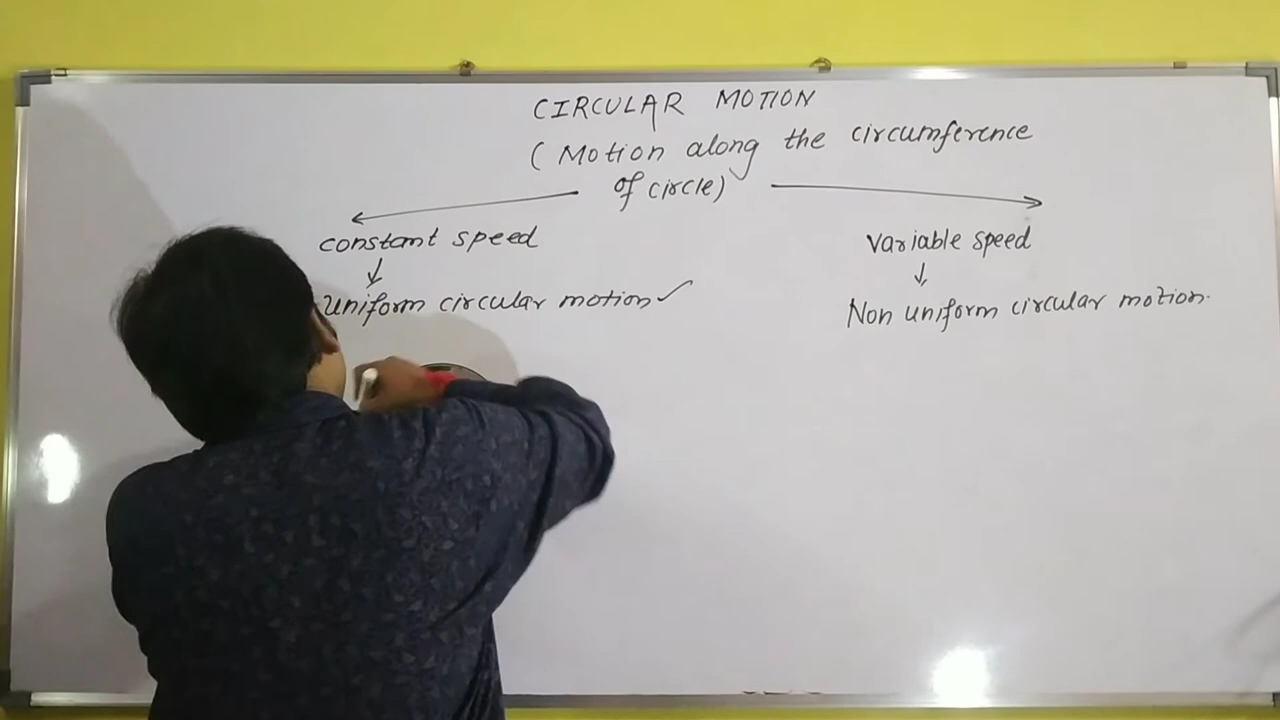 CIRCULAR MOTION
(Motion along the circumference
of circle)
constant speed
Uniform circular motion ✓
Variable speed
Non uniform circular motion.